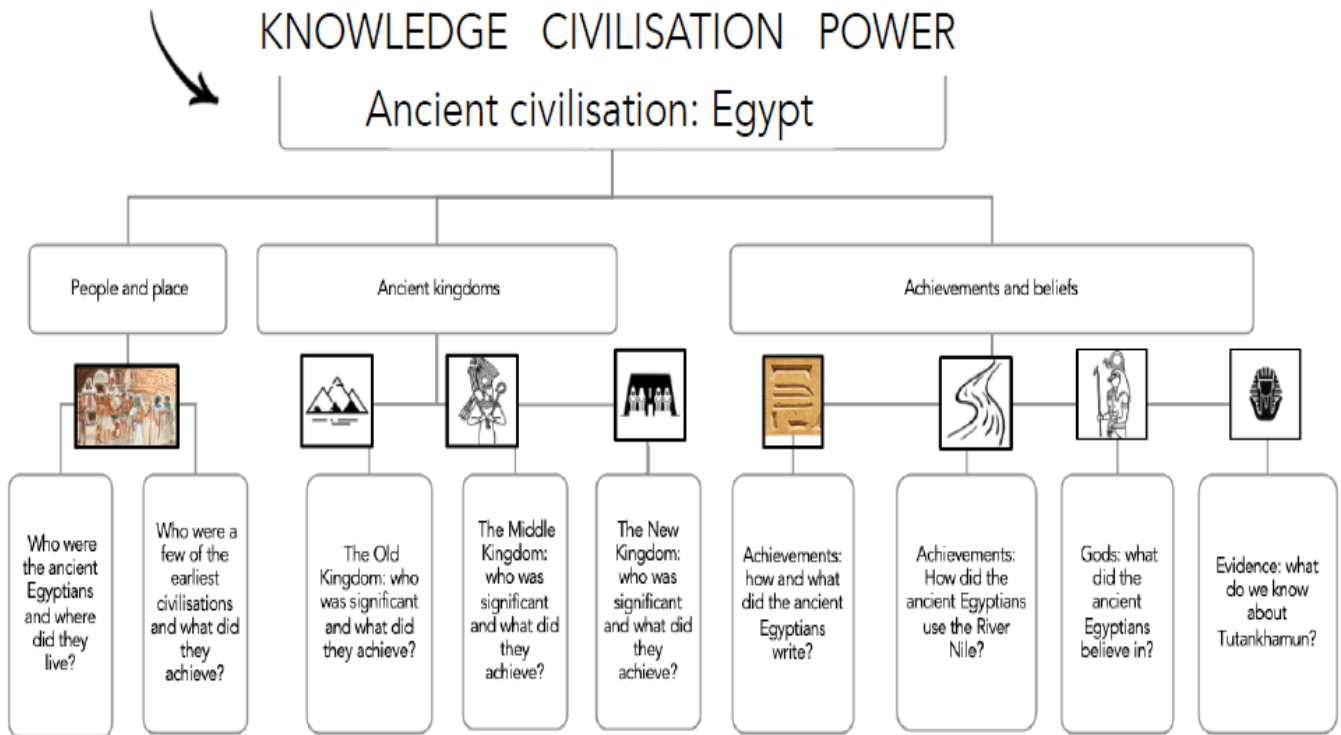 KNOWLEDGE CIVILISATION POWER
Ancient civilisation: Egypt
People and place
Ancient kingdoms
Achievements and beliefs
Who were
the ancient
Egyptians
and where
did they
live?
Who were a
few of the
earliest
civilisations
and what did
they
achieve?
The Old
Kingdom: who
was significant
and what did
they achieve?
The Middle
Kingdom:
who was
significant
and what did
they
achieve?
The New
Kingdom:
who was
significant
and what did
they
achieve?
Achievements:
how and what
did the ancient
Egyptians
write?
Achievements:
How did the
ancient Egyptians
use the River
Nile?
Gods: what
did the
ancient
Egyptians
believe in?
Evidence: what
do we know
about
Tutankhamun?